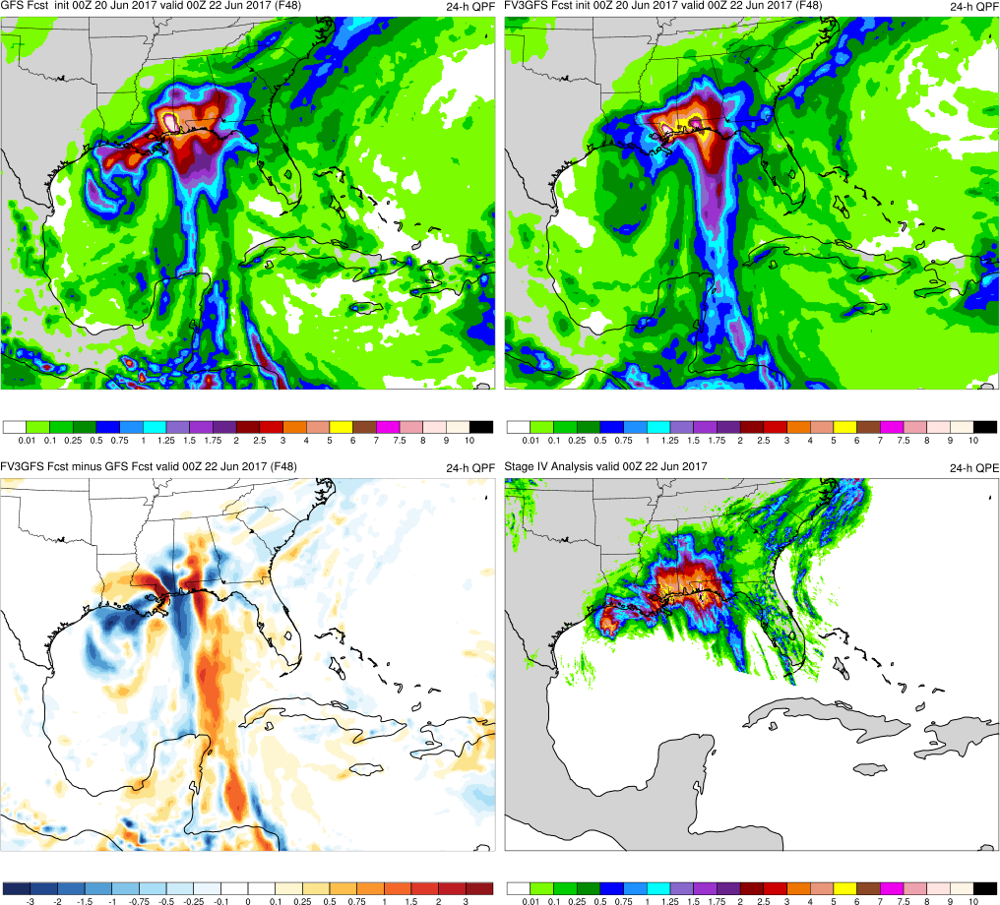 GFS Fcst init 00Z 20 Jun 2017 valid 00Z 22 Jun 2017 (F48) 24-h QPF
FV3GFS Fcst init 00Z 20 Jun 2017 valid 00Z 22 Jun 2017 (F48) 24-h QPF
0.01 0.1 0.25 0.5 0.75 1 1.25 1.5 1.75 2 2.5 3 4 5 6 7 7.5 8 9 10
0.01 0.1 0.25 0.5 0.75 1 1.25 1.5 1.75 2 2.5 3 4 5 6 7 7.5 8 9 10
FV3GFS Fcst minus GFS Fcst valid 00Z 22 Jun 2017 (F48) 24-h QPF
Stage IV Analysis valid 00Z 22 Jun 2017 24-h QPE
-3 -2 -1.5 -1 -0.75 -0.5 -0.25 -0.1 0 0.1 0.25 0.5 0.75 1 1.5 2 3
0.01 0.1 0.25 0.5 0.75 1 1.25 1.5 1.75 2 2.5 3 4 5 6 7 7.5 8 9 10